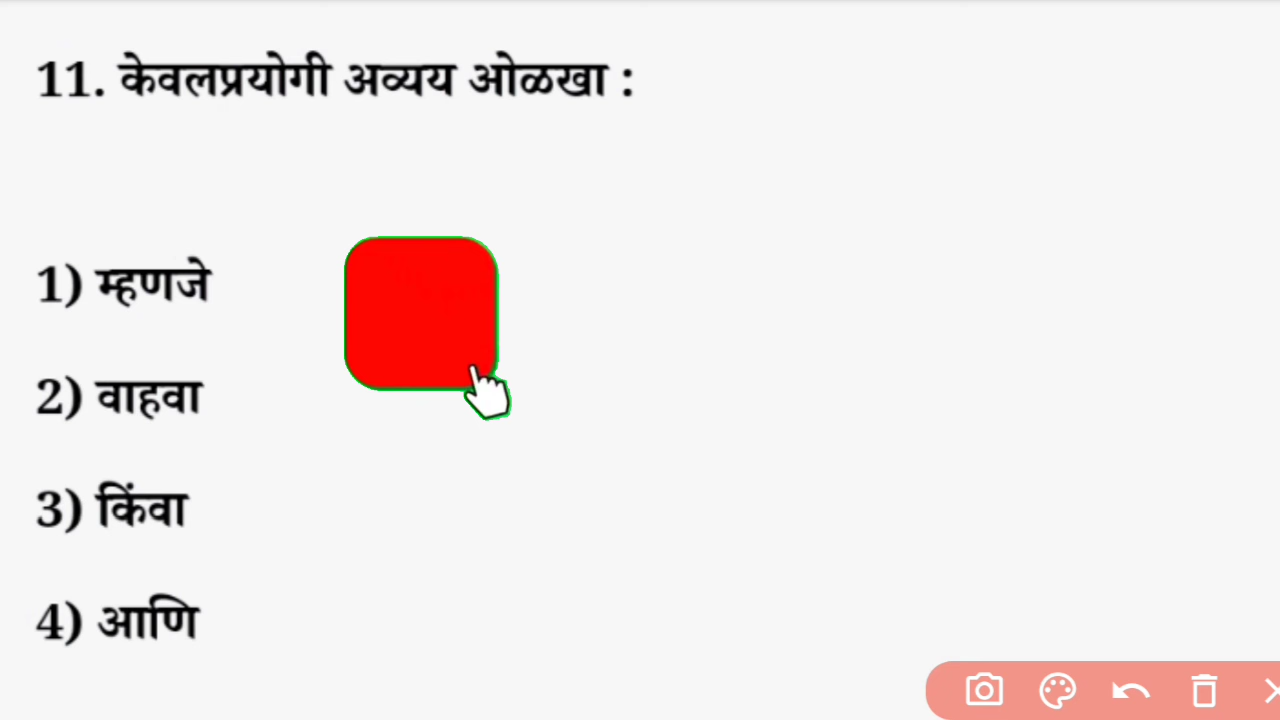 11. केवलप्रयोगी अव्यय ओळखा :
1) म्हणजे
2) वाहवा
3) किंवा
4) आणि